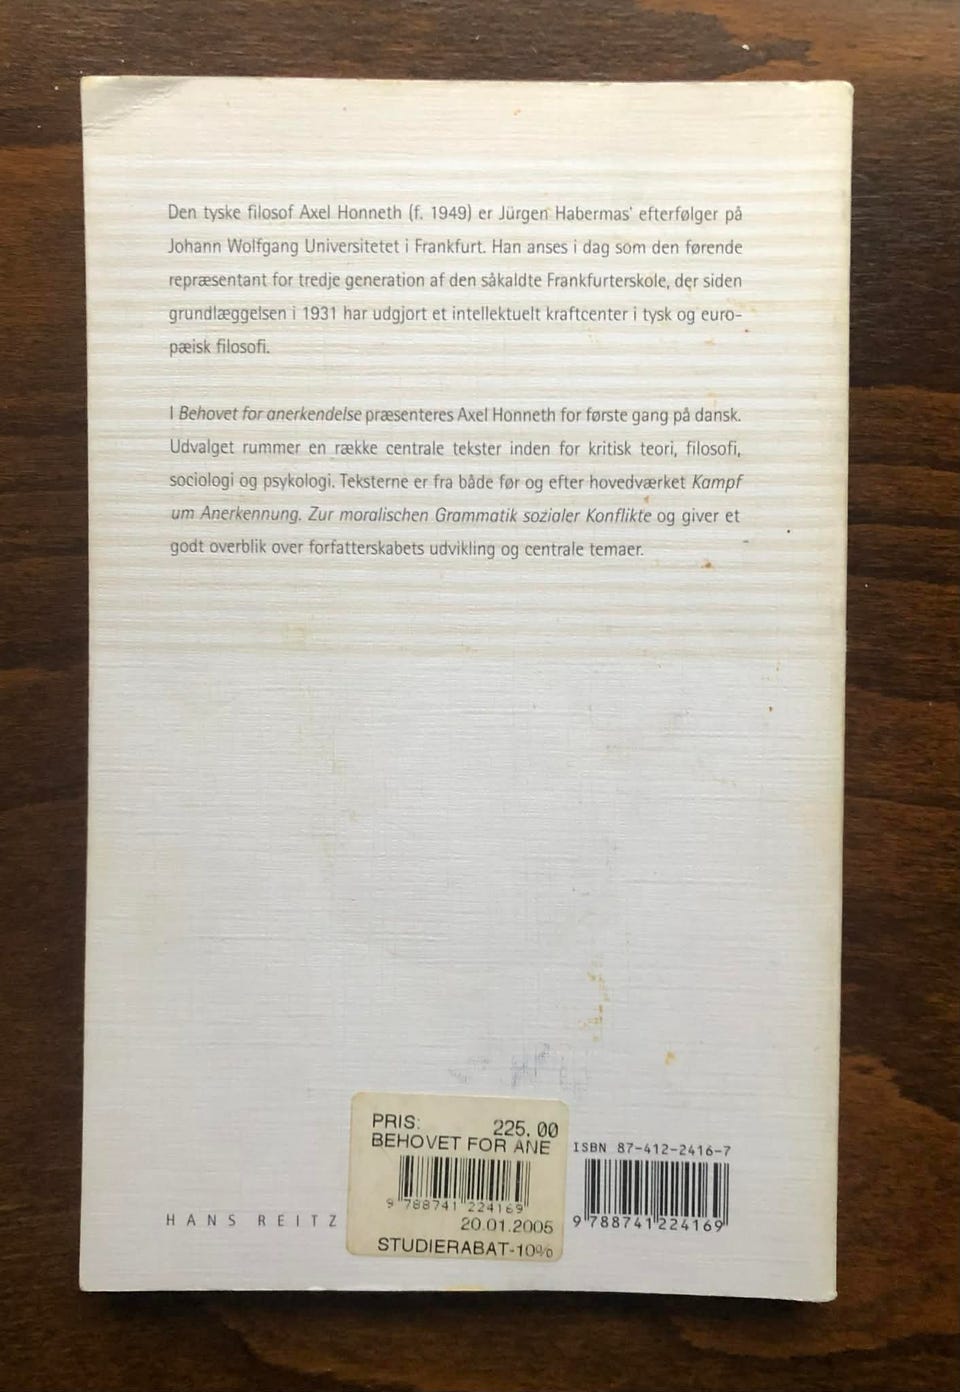 Den tyske filosof Axel Honneth (f. 1949) er Jürgen Habermas' efterfølger på
Johann Wolfgang Universitetet i Frankfurt. Han anses i dag som den førende
repræsentant for tredje generation af den såkaldte Frankfurterskole, der siden
grundlæggelsen i 1931 har udgjort et intellektuelt kraftcenter i tysk og euro-
pæisk filosofi.
I Behovet for anerkendelse præsenteres Axel Honneth for første gang på dansk.
Udvalget rummer en række centrale tekster inden for kritisk teori, filosofi,
sociologi og psykologi. Teksterne er fra både før og efter hovedværket Kampf
um Anerkennung. Zur moralischen Grammatik sozialer Konflikte og giver et
godt overblik over forfatterskabets udvikling og centrale temaer.
PRIS: 225.00
BEHOVET FOR ANE
9 788741 224169
20.01.2005
STUDIERABAT-10%
ISBN 87-412-2416-7
9 788741 224169
HANS REITZ